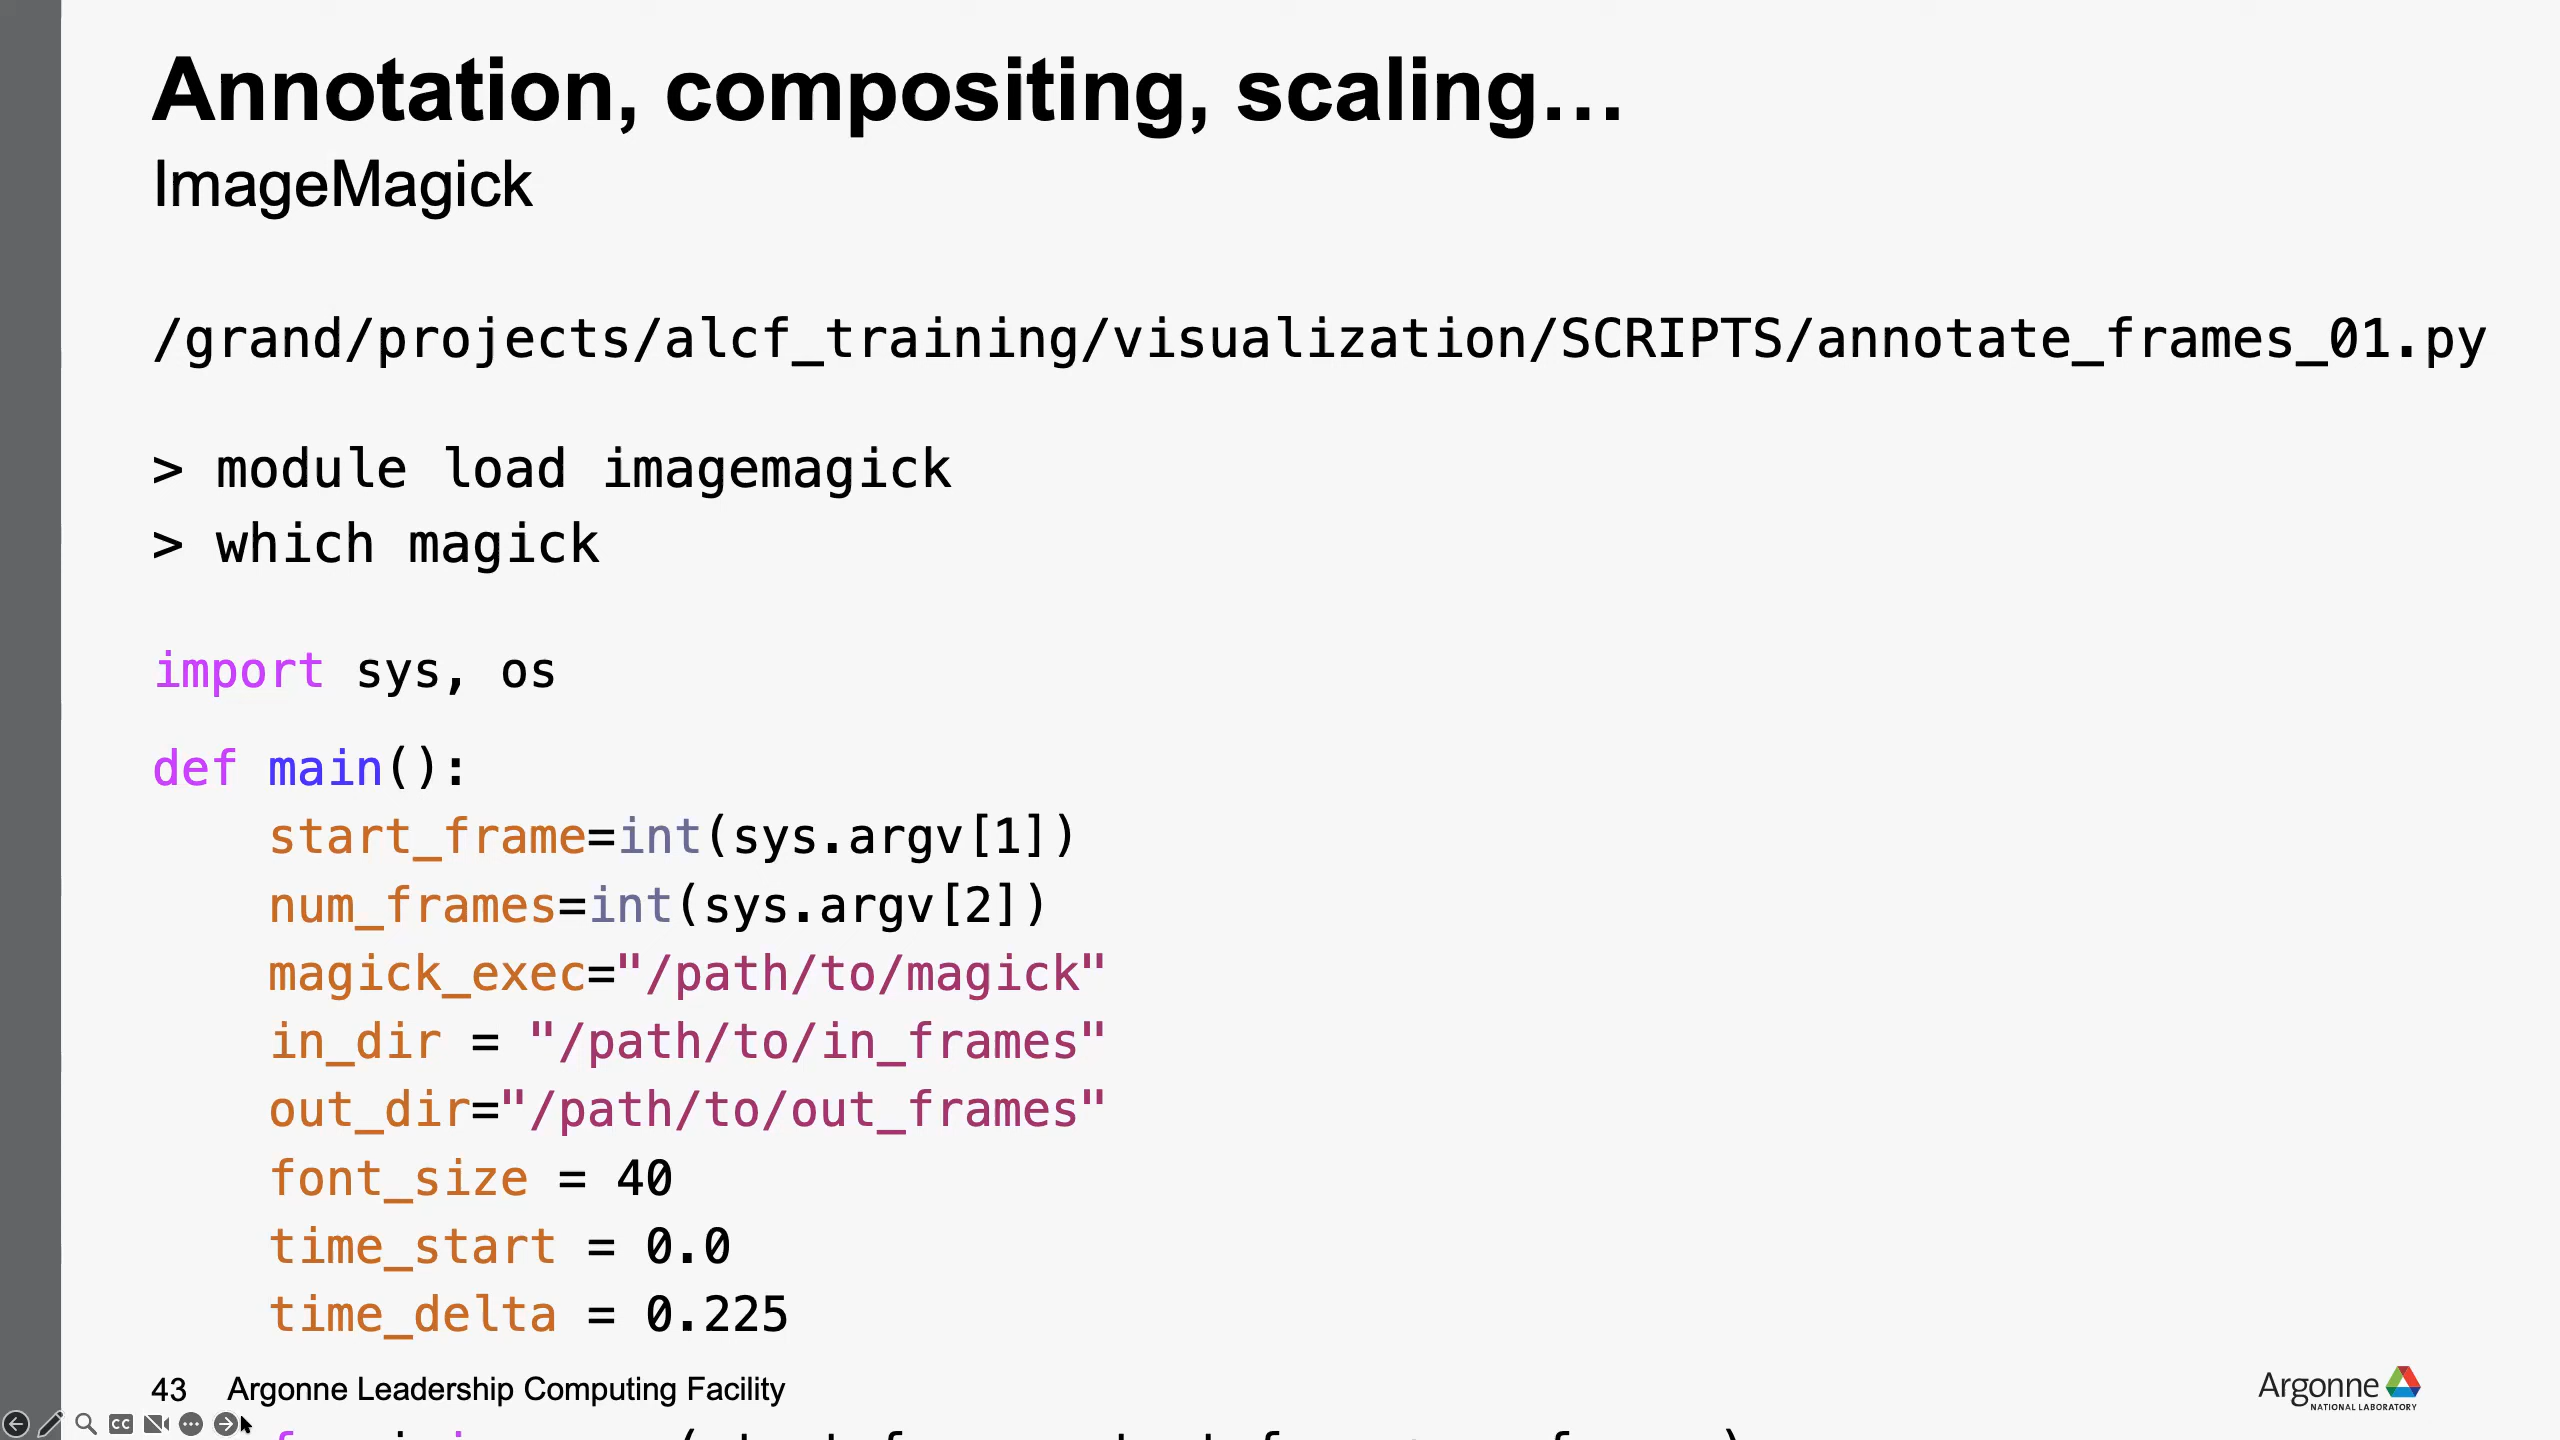 Annotation, compositing, scaling…
ImageMagick
/grand/projects/alcf_training/visualization/SCRIPTS/annotate_frames_01.py
> module load imagemagick
> which magick
import sys, os
def main():
    start_frame=int(sys.argv[1])
    num_frames=int(sys.argv[2])
    magick_exec="/path/to/magick"
    in_dir = "/path/to/in_frames"
    out_dir="/path/to/out_frames"
    font_size = 40
    time_start = 0.0
    time_delta = 0.225
43 Argonne Leadership Computing Facility
Argonne
NATIONAL LABORATORY
CC